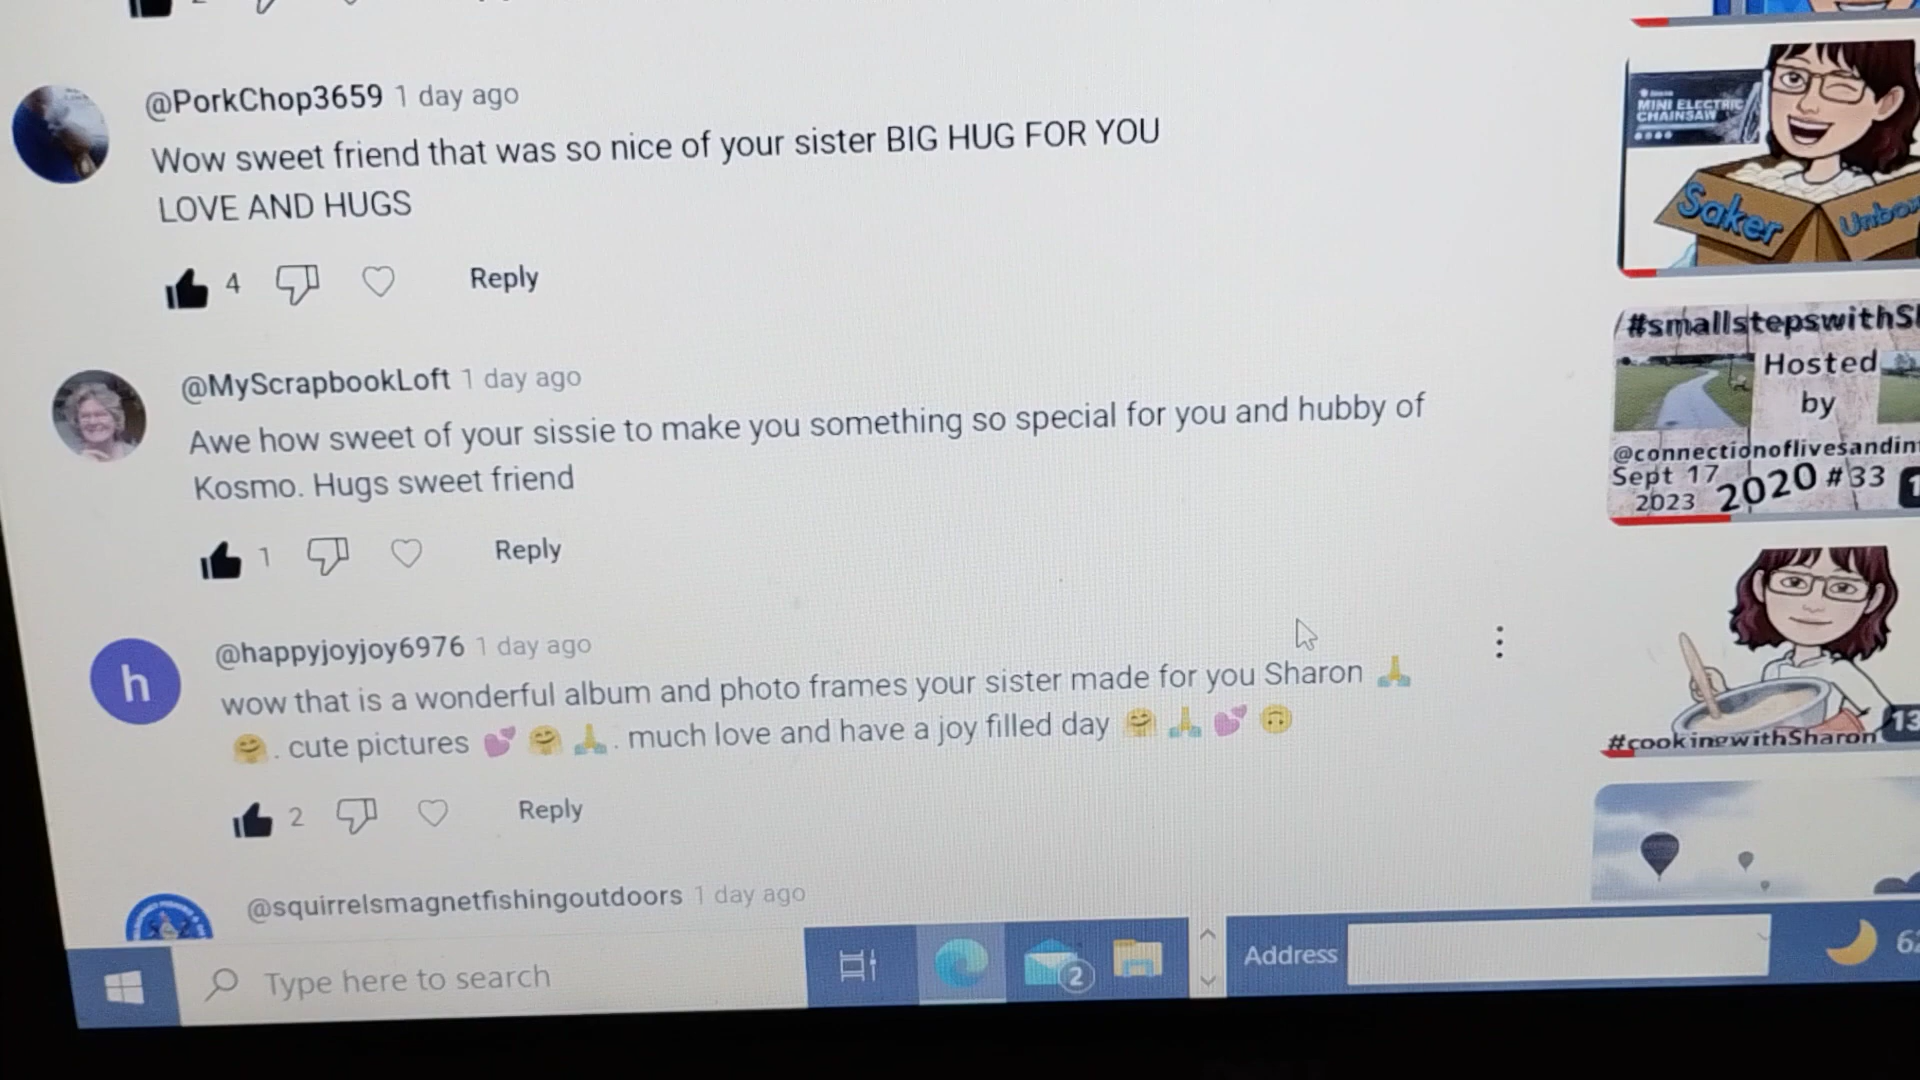 @PorkChop3659 1 day ago
Wow sweet friend that was so nice of your sister BIG HUG FOR YOU
LOVE AND HUGS
4 Reply
@MyScrapbookLoft 1 day ago
Awe how sweet of your sissie to make you something so special for you and hubby of
Kosmo. Hugs sweet friend
1 Reply
@happyjoyjoy6976 1 day ago
h
wow that is a wonderful album and photo frames your sister made for you Sharon 🙏
🤗. cute pictures 💕 🤗 🙏. much love and have a joy filled day 🤗 🙏 💕 🙃
2 Reply
@squirrelsmagnetfishingoutdoors 1 day ago
MINI ELECTRIC
CHAINSAW
Saker
#smallstepswithS
Hosted
by
@connectionoflivesandin
Sept 17
2023
2020 #33
1
13
#cookingwithSharon
Type here to search
2
Address